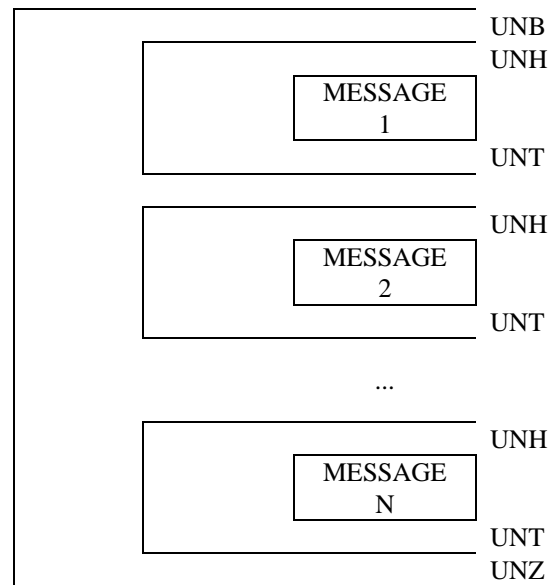 UNB
UNH
MESSAGE
1
UNT
UNH
MESSAGE
2
UNT
...
UNH
MESSAGE
N
UNT
UNZ